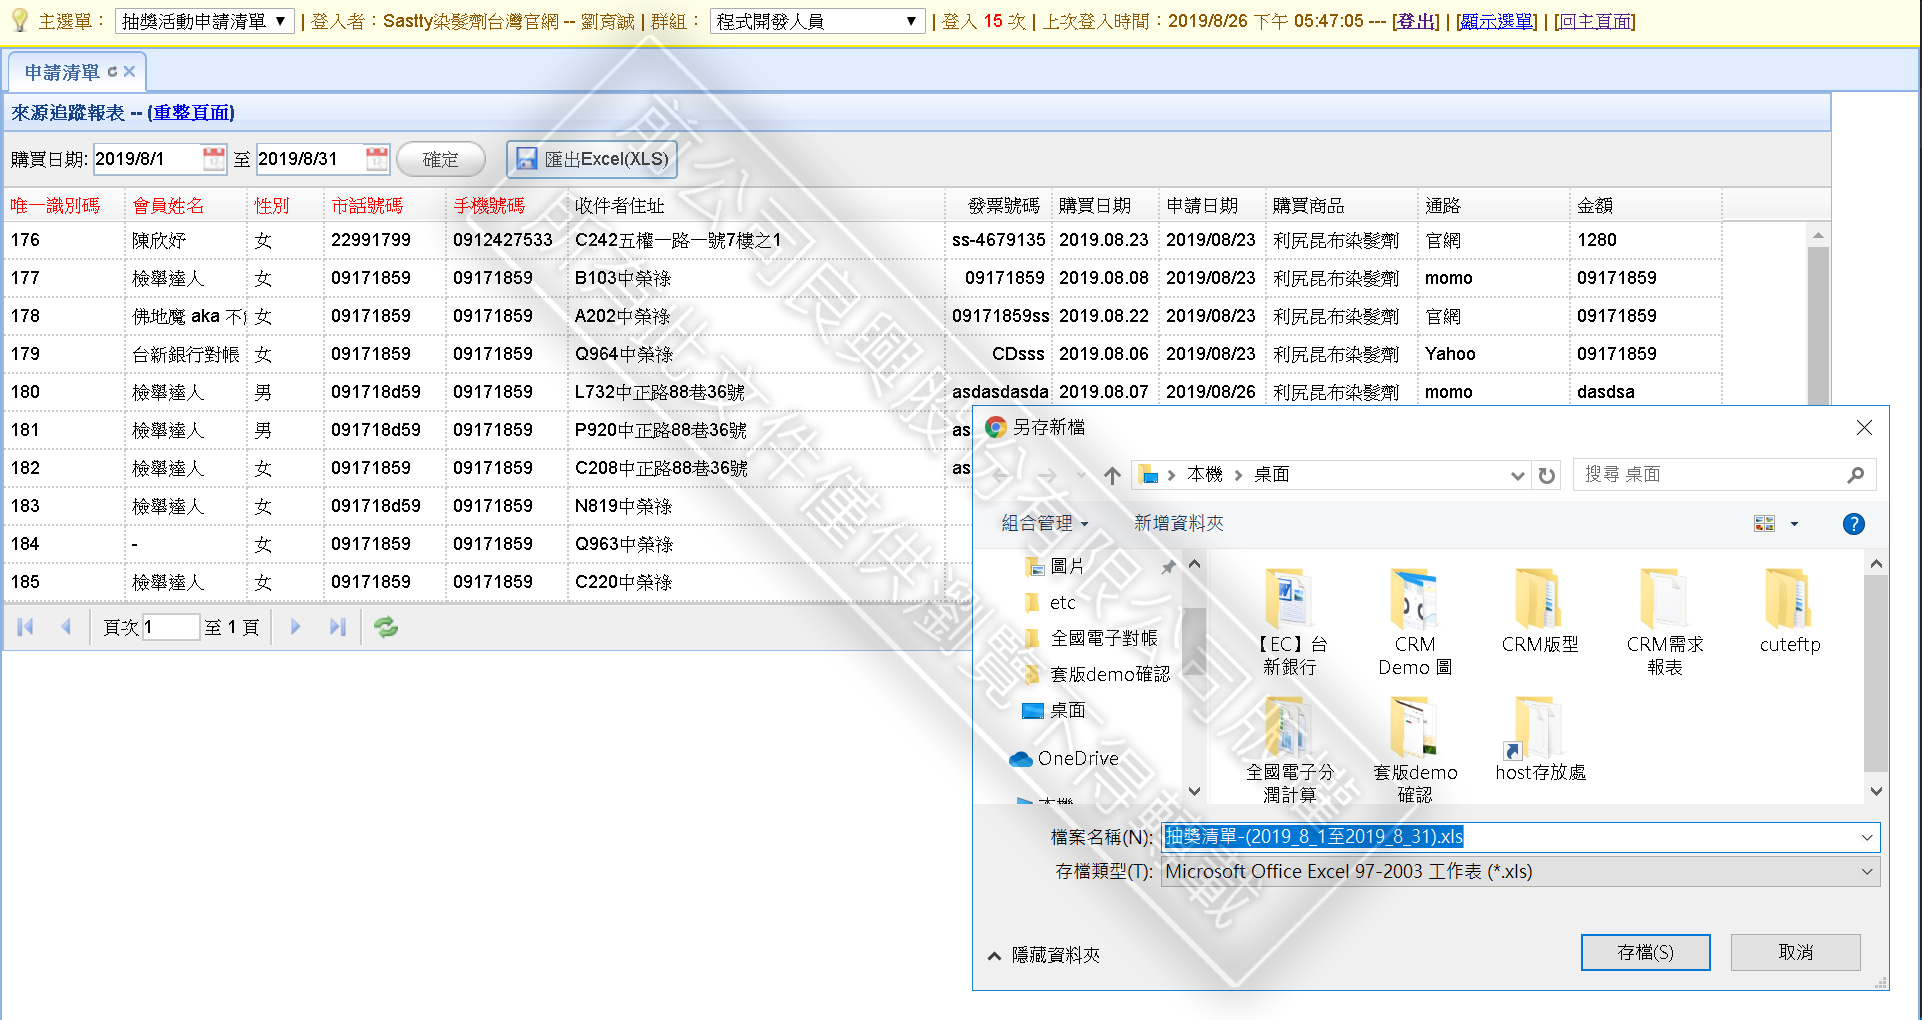 主選單： 抽獎活動申請清單 | 登入者：Sastty染髮劑台灣官網 -- 劉育誠 | 群組： 程式開發人員 | 登入 15 次 | 上次登入時間：2019/8/26 下午 05:47:05 --- [登出] | [顯示選單] | [回主頁面]
申請清單
來源追蹤報表 -- (重整頁面)
購買日期: 2019/8/1 至 2019/8/31 確定 匯出Excel(XLS)
唯一識別碼 會員姓名 性別 市話號碼 手機號碼 收件者住址 發票號碼 購買日期 申請日期 購買商品 通路 金額
176 陳欣妤 女 22991799 0912427533 C242五權一路一號7樓之1 ss-4679135 2019.08.23 2019/08/23 利尻昆布染髮劑 官網 1280
177 檢舉達人 女 09171859 09171859 B103中榮祿 09171859 2019.08.08 2019/08/23 利尻昆布染髮劑 momo 09171859
178 佛地魔 aka 不 女 09171859 09171859 A202中榮祿 09171859ss 2019.08.22 2019/08/23 利尻昆布染髮劑 官網 09171859
179 台新銀行對帳 女 09171859 09171859 Q964中榮祿 CDsss 2019.08.06 2019/08/23 利尻昆布染髮劑 Yahoo 09171859
180 檢舉達人 男 091718d59 09171859 L732中正路88巷36號 asdasdasda 2019.08.07 2019/08/26 利尻昆布染髮劑 momo dasdsa
181 檢舉達人 男 091718d59 09171859 P920中正路88巷36號 as
182 檢舉達人 女 09171859 09171859 C208中正路88巷36號 as
183 檢舉達人 女 091718d59 09171859 N819中榮祿
184 - 女 09171859 09171859 Q963中榮祿
185 檢舉達人 女 09171859 09171859 C220中榮祿
頁次 1 至 1 頁
另存新檔
本機 桌面 搜尋 桌面
組合管理 新增資料夾
圖片
etc
全國電子對帳
套版demo確認
桌面
OneDrive
本機
【EC】台新銀行
CRM Demo 圖
CRM版型
CRM需求報表
cuteftp
全國電子分潤計算
套版demo確認
host存放處
檔案名稱(N): 抽獎清單-(2019_8_1至2019_8_31).xls
存檔類型(T): Microsoft Office Excel 97-2003 工作表 (*.xls)
隱藏資料夾 存檔(S) 取消